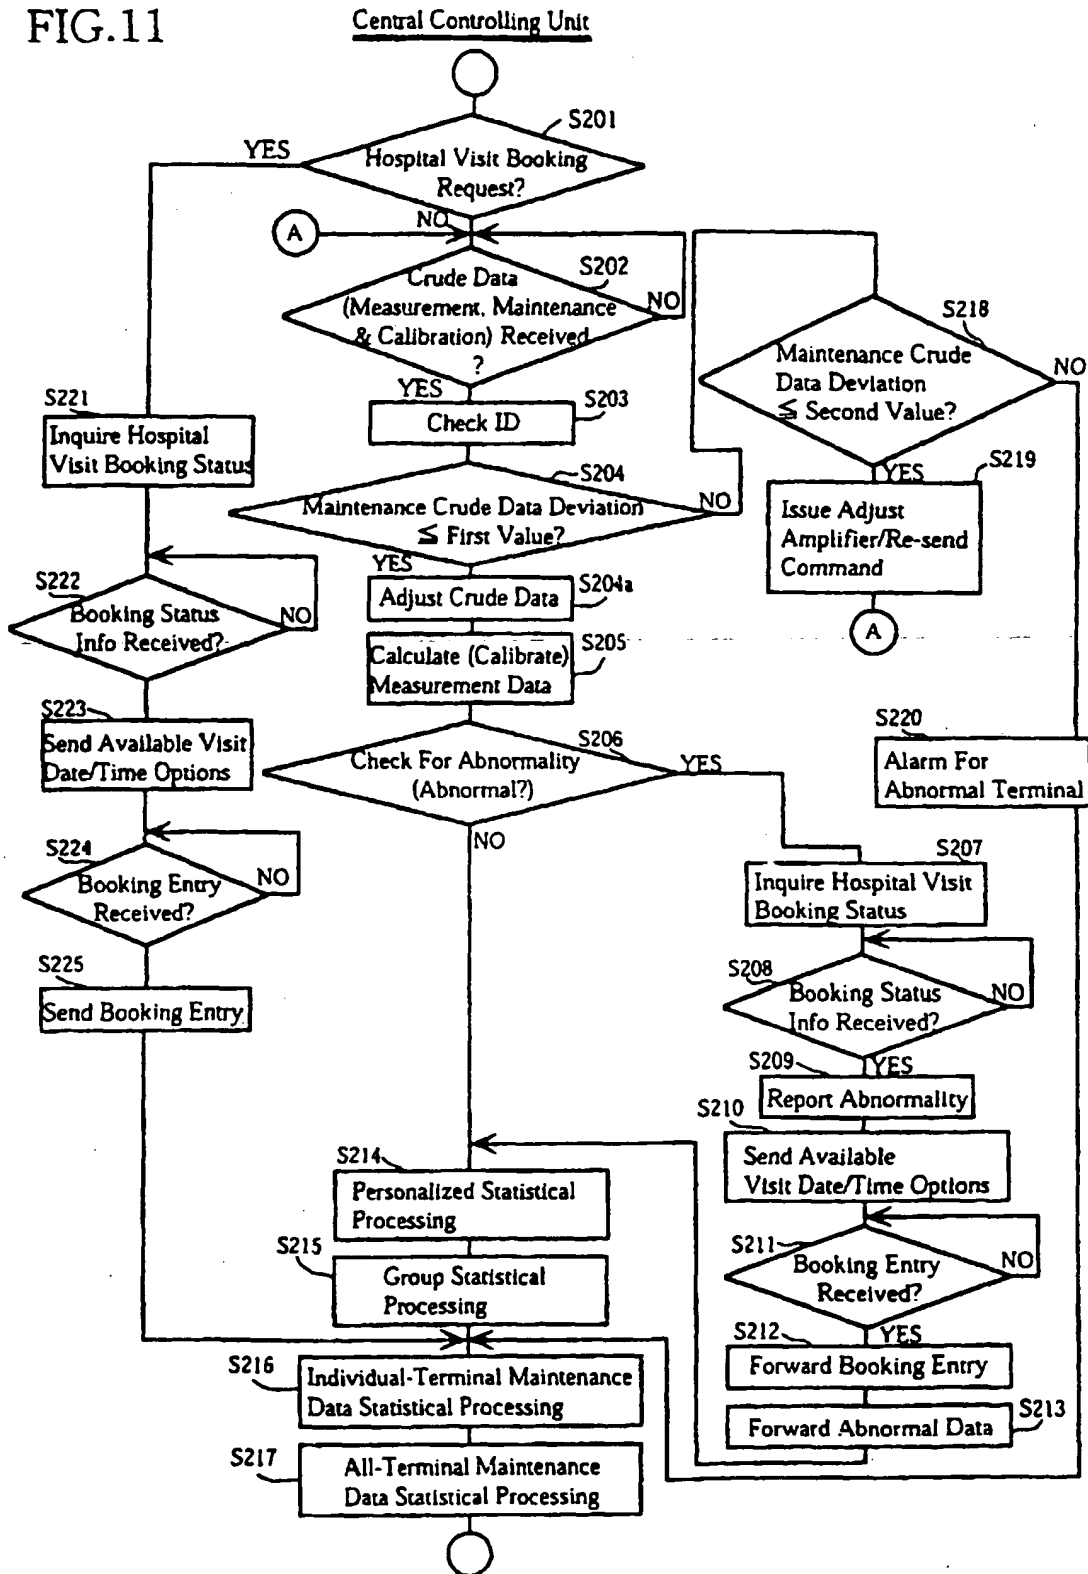 FIG.11
Central Controlling Unit
S201
YES
Hospital Visit Booking
Request?
NO
A
S202
Crude Data
(Measurement, Maintenance
& Calibration) Received
?
NO
YES
S203
Check ID
S204
Maintenance Crude Data Deviation
≦ First Value?
NO
YES
S204a
Adjust Crude Data
S205
Calculate (Calibrate)
Measurement Data
S206
Check For Abnormality
(Abnormal?)
YES
NO
S218
Maintenance Crude
Data Deviation
≦ Second Value?
NO
YES
S219
Issue Adjust
Amplifier/Re-send
Command
A
S220
Alarm For
Abnormal Terminal
S221
Inquire Hospital
Visit Booking Status
S222
Booking Status
Info Received?
NO
S223
Send Available Visit
Date/Time Options
S224
Booking Entry
Received?
NO
S225
Send Booking Entry
S207
Inquire Hospital Visit
Booking Status
S208
Booking Status
Info Received?
NO
YES
S209
Report Abnormality
S210
Send Available
Visit Date/Time Options
S211
Booking Entry
Received?
NO
YES
S212
Forward Booking Entry
S213
Forward Abnormal Data
S214
Personalized Statistical
Processing
S215
Group Statistical
Processing
S216
Individual-Terminal Maintenance
Data Statistical Processing
S217
All-Terminal Maintenance
Data Statistical Processing